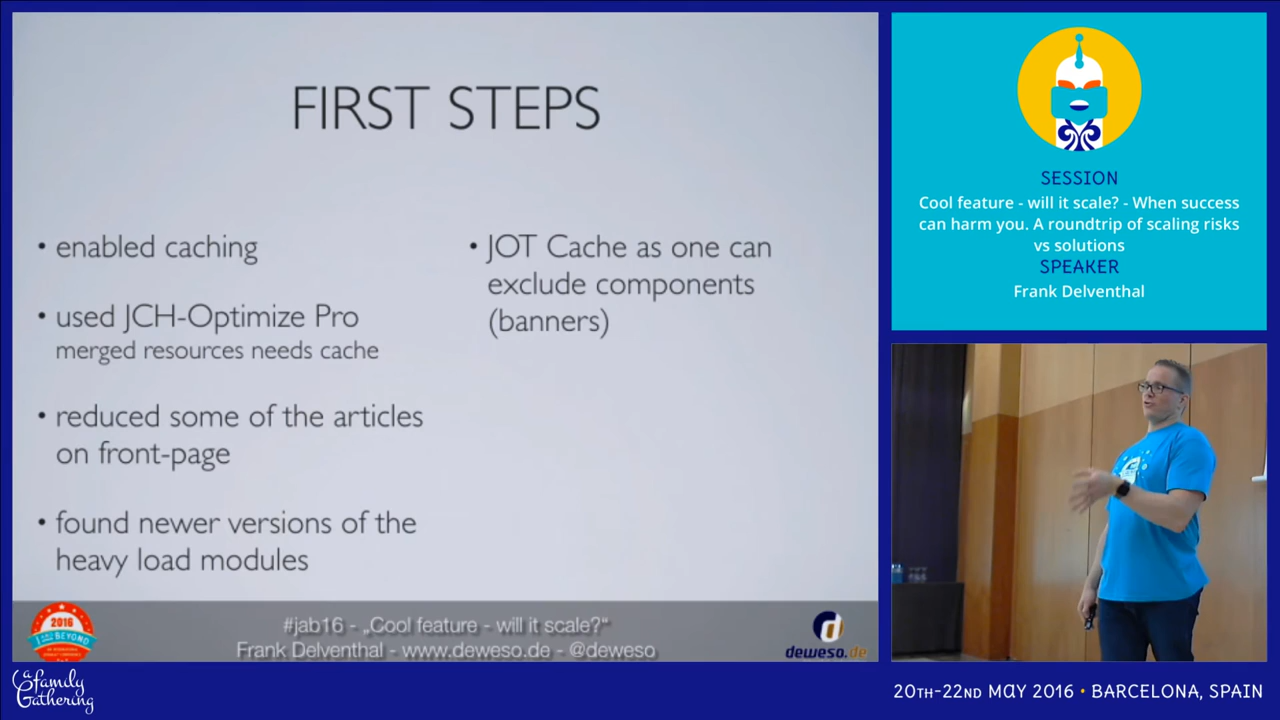 FIRST STEPS
• enabled caching
• used JCH-Optimize Pro
merged resources needs cache
• reduced some of the articles
on front-page
• found newer versions of the
heavy load modules
• JOT Cache as one can
exclude components
(banners)
2016
J AND BEYOND
#jab16 - „Cool feature - will it scale?“
Frank Delventhal - www.deweso.de - @deweso
deweso.de
SESSION
Cool feature - will it scale? - When success
can harm you. A roundtrip of scaling risks
vs solutions
SPEAKER
Frank Delventhal
a family
Gathering
20TH-22ND MAY 2016 • BARCELONA, SPAIN